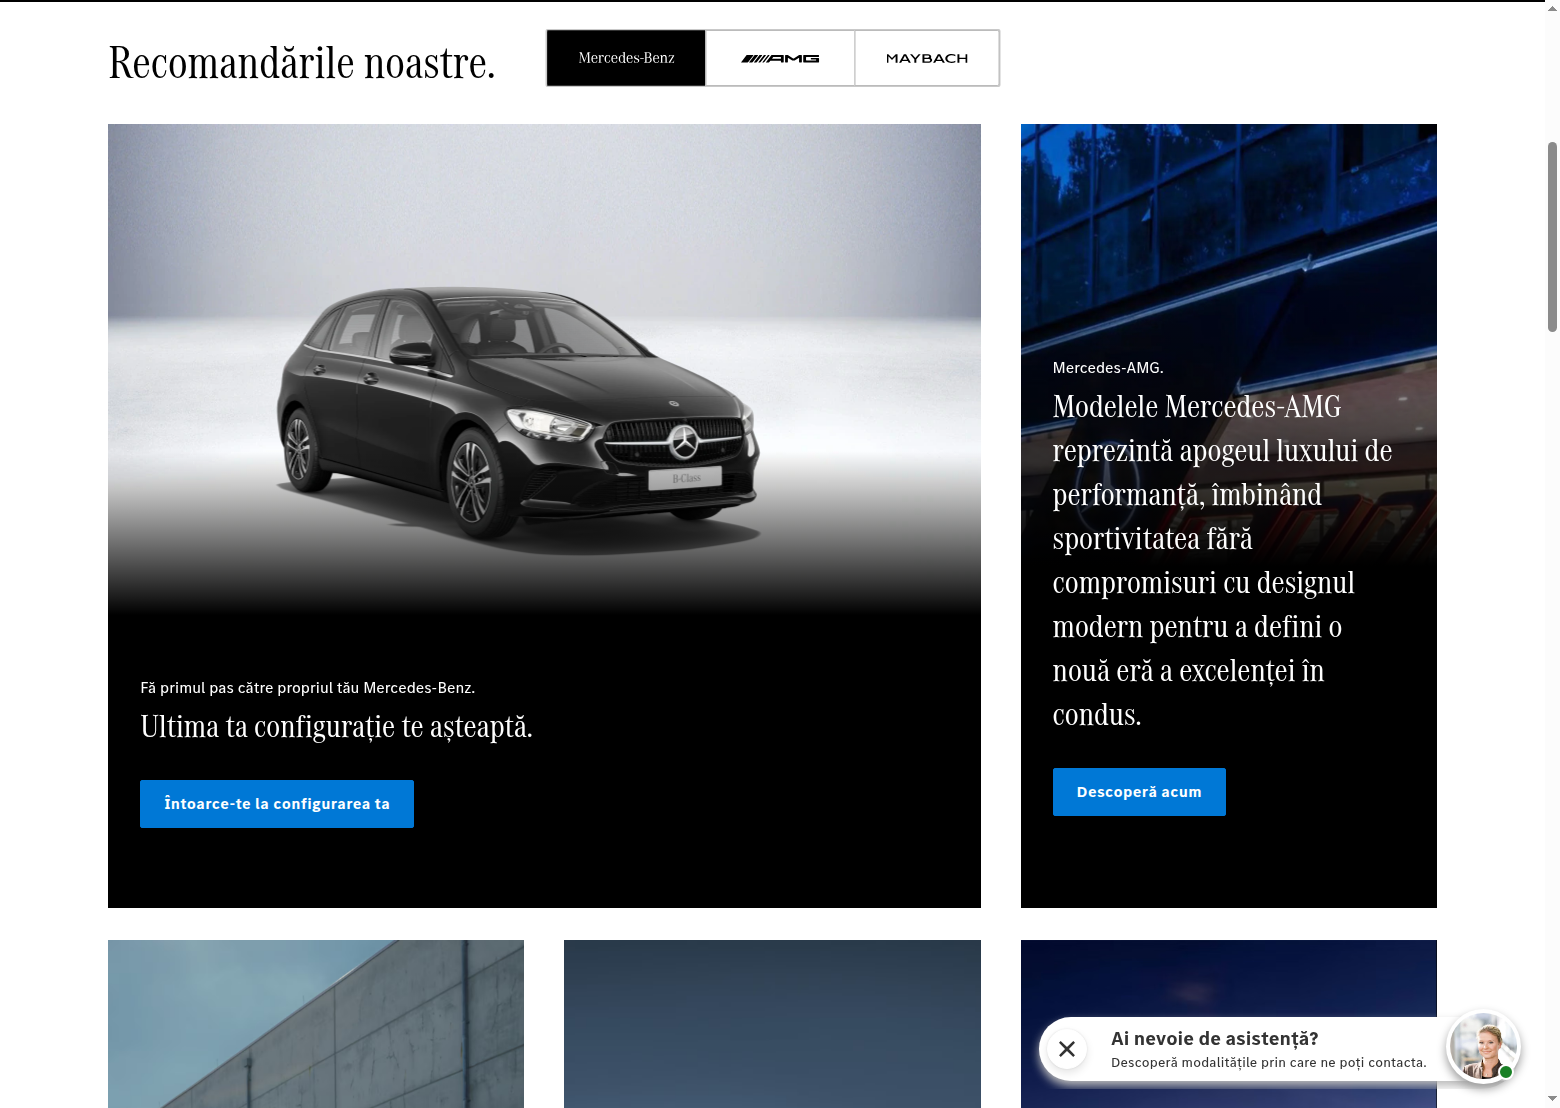 Recomandările noastre.
Mercedes-Benz
AMG
MAYBACH
B-Class
Fă primul pas către propriul tău Mercedes-Benz.
Ultima ta configurație te așteaptă.
Întoarce-te la configurarea ta
Mercedes-AMG.
Modelele Mercedes-AMG
reprezintă apogeul luxului de
performanță, îmbinând
sportivitatea fără
compromisuri cu designul
modern pentru a defini o
nouă eră a excelenței în
condus.
Descoperă acum
Ai nevoie de asistență?
Descoperă modalitățile prin care ne poți contacta.